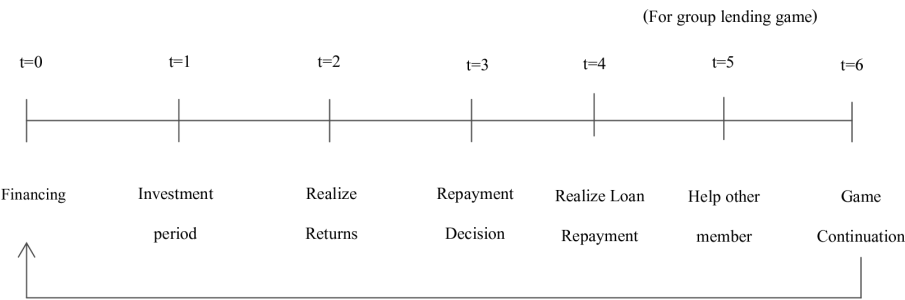 (For group lending game)
t=0 t=1 t=2 t=3 t=4 t=5 t=6
Financing Investment Realize Repayment Realize Loan Help other Game
period Returns Decision Repayment member Continuation